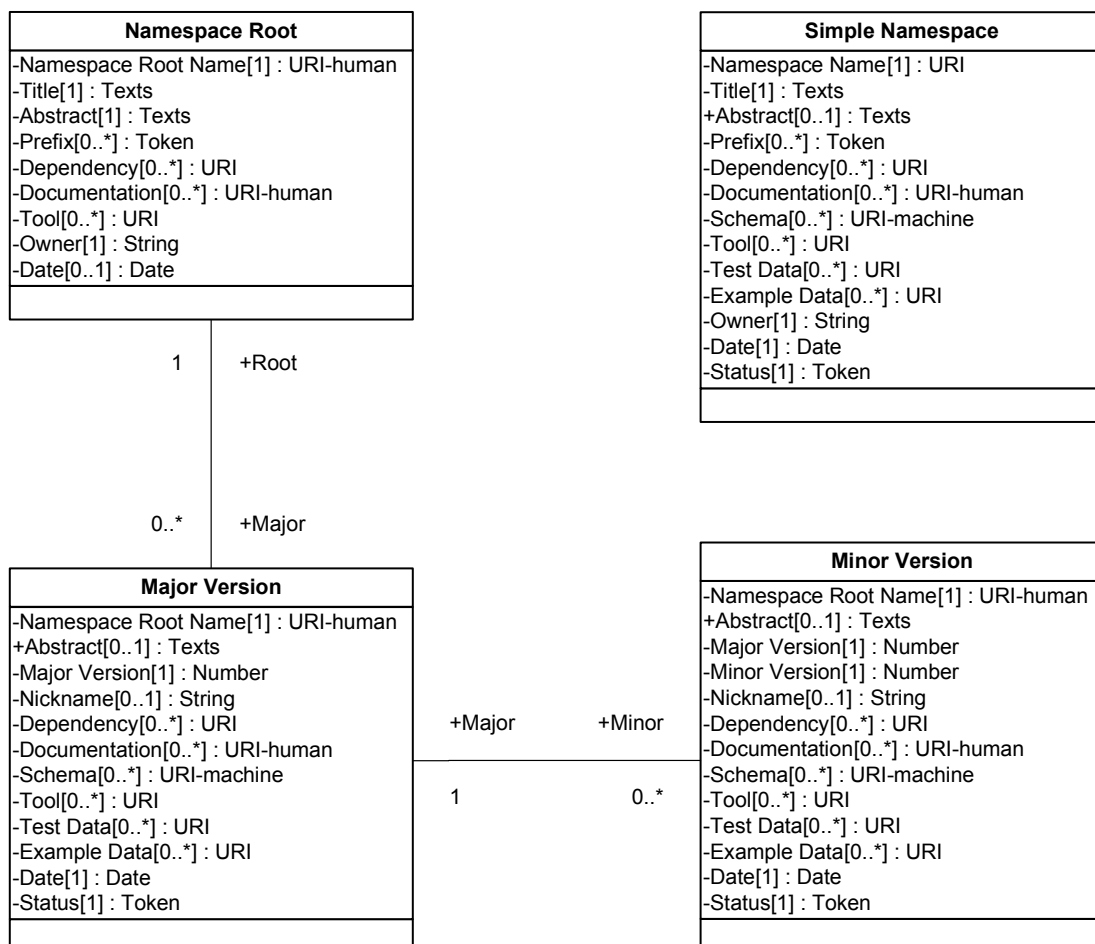 Namespace Root
-Namespace Root Name[1] : URI-human
-Title[1] : Texts
-Abstract[1] : Texts
-Prefix[0..*] : Token
-Dependency[0..*] : URI
-Documentation[0..*] : URI-human
-Tool[0..*] : URI
-Owner[1] : String
-Date[0..1] : Date
Simple Namespace
-Namespace Name[1] : URI
-Title[1] : Texts
+Abstract[0..1] : Texts
-Prefix[0..*] : Token
-Dependency[0..*] : URI
-Documentation[0..*] : URI-human
-Schema[0..*] : URI-machine
-Tool[0..*] : URI
-Test Data[0..*] : URI
-Example Data[0..*] : URI
-Owner[1] : String
-Date[1] : Date
-Status[1] : Token
1 +Root
0..* +Major
Major Version
-Namespace Root Name[1] : URI-human
+Abstract[0..1] : Texts
-Major Version[1] : Number
-Nickname[0..1] : String
-Dependency[0..*] : URI
-Documentation[0..*] : URI-human
-Schema[0..*] : URI-machine
-Tool[0..*] : URI
-Test Data[0..*] : URI
-Example Data[0..*] : URI
-Date[1] : Date
-Status[1] : Token
+Major +Minor
1 0..*
Minor Version
-Namespace Root Name[1] : URI-human
+Abstract[0..1] : Texts
-Major Version[1] : Number
-Minor Version[1] : Number
-Nickname[0..1] : String
-Dependency[0..*] : URI
-Documentation[0..*] : URI-human
-Schema[0..*] : URI-machine
-Tool[0..*] : URI
-Test Data[0..*] : URI
-Example Data[0..*] : URI
-Date[1] : Date
-Status[1] : Token